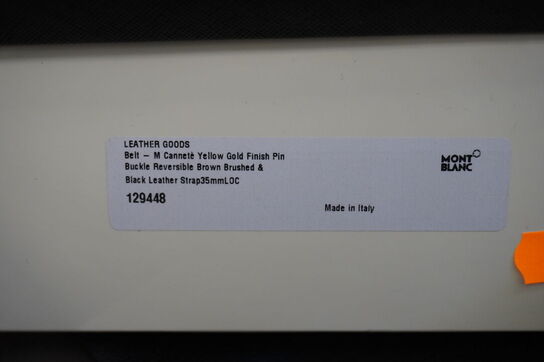 LEATHER GOODS
Belt – M Canneté Yellow Gold Finish Pin
Buckle Reversible Brown Brushed &
Black Leather Strap35mmLOC
129448
Made in Italy
MONT
BLANC